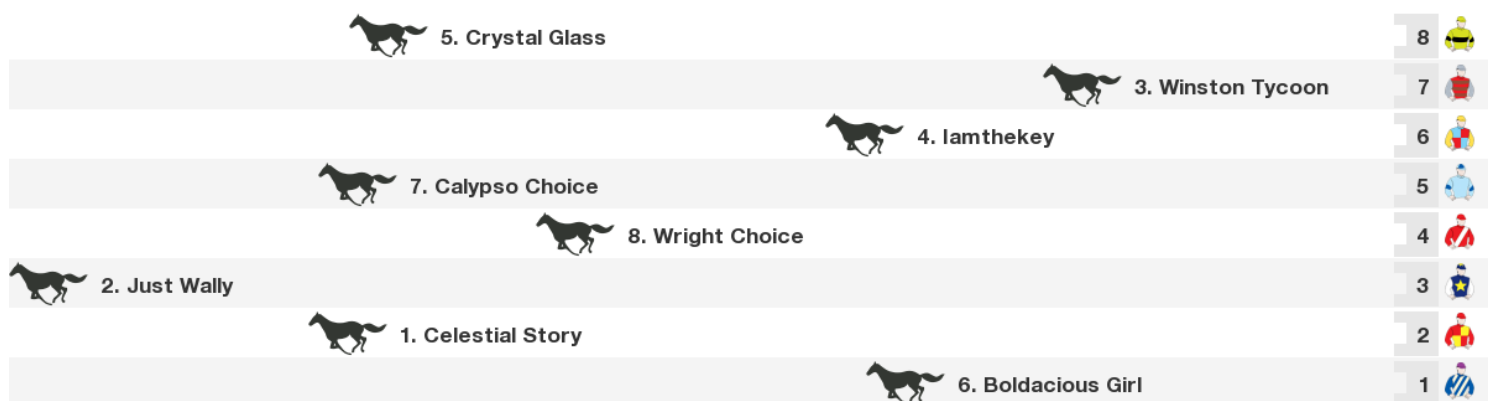 5. Crystal Glass 8
3. Winston Tycoon 7
4. Iamthekey 6
7. Calypso Choice 5
8. Wright Choice 4
2. Just Wally 3
1. Celestial Story 2
6. Boldacious Girl 1